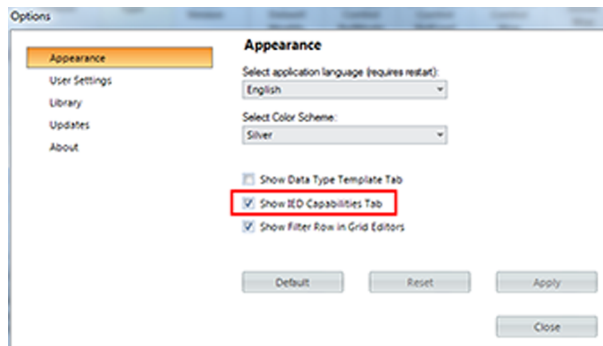 Options
Appearance
User Settings
Library
Updates
About
Appearance
Select application language (requires restart):
English
Select Color Scheme:
Silver
Show Data Type Template Tab
Show IED Capabilities Tab
Show Filter Row in Grid Editors
Default
Reset
Apply
Close